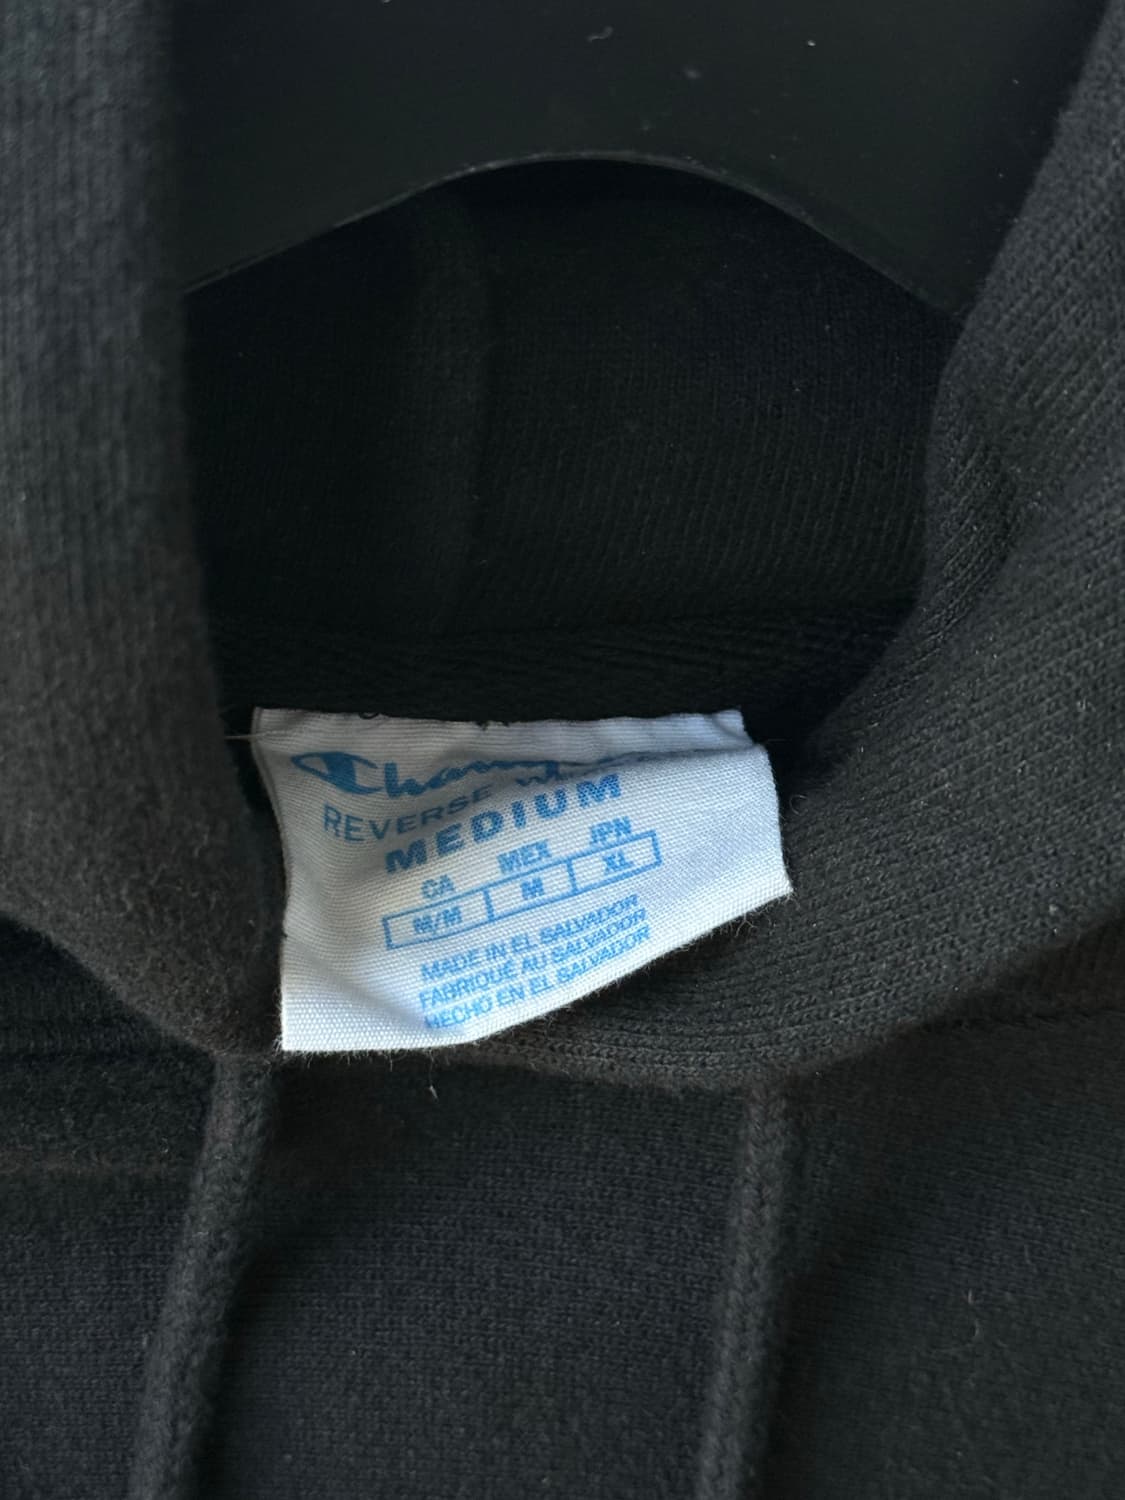 REVERSE
MEDIUM
CA MEX JPN
M/M M XL
MADE IN EL SALVADOR
FABRIQUÉ AU SALVADOR
HECHO EN EL SALVADOR